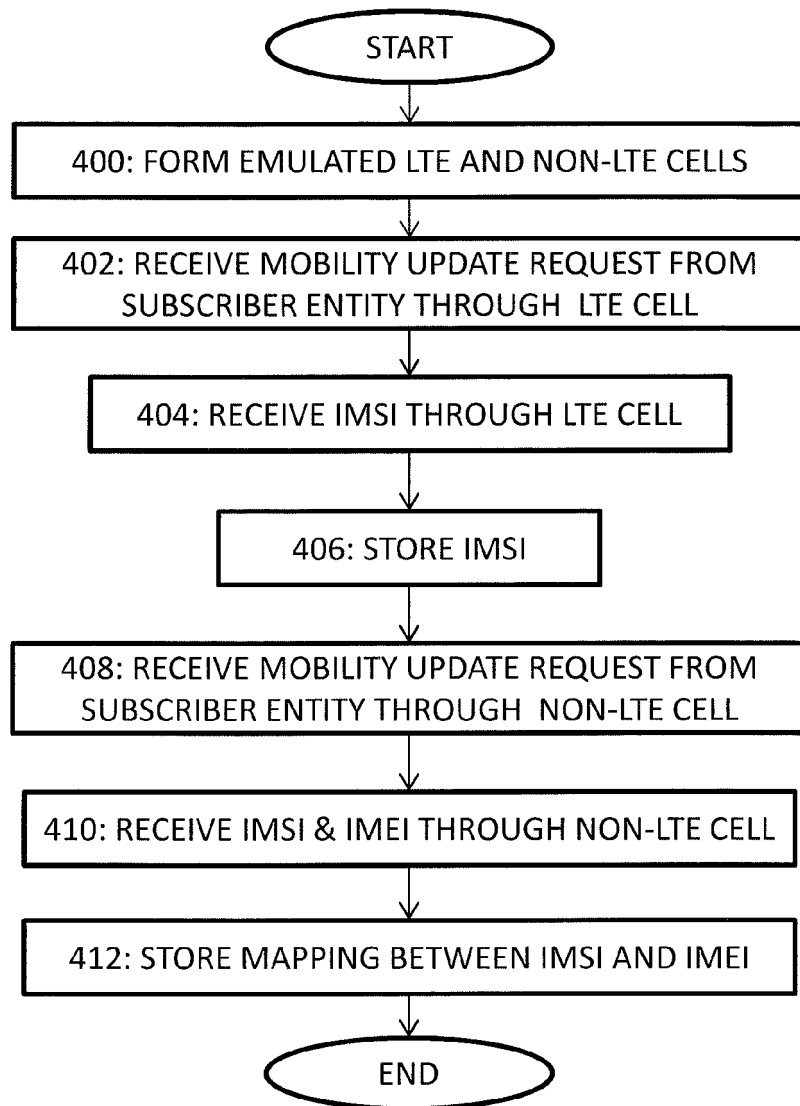 START
400: FORM EMULATED LTE AND NON-LTE CELLS
402: RECEIVE MOBILITY UPDATE REQUEST FROM
SUBSCRIBER ENTITY THROUGH LTE CELL
404: RECEIVE IMSI THROUGH LTE CELL
406: STORE IMSI
408: RECEIVE MOBILITY UPDATE REQUEST FROM
SUBSCRIBER ENTITY THROUGH NON-LTE CELL
410: RECEIVE IMSI & IMEI THROUGH NON-LTE CELL
412: STORE MAPPING BETWEEN IMSI AND IMEI
END